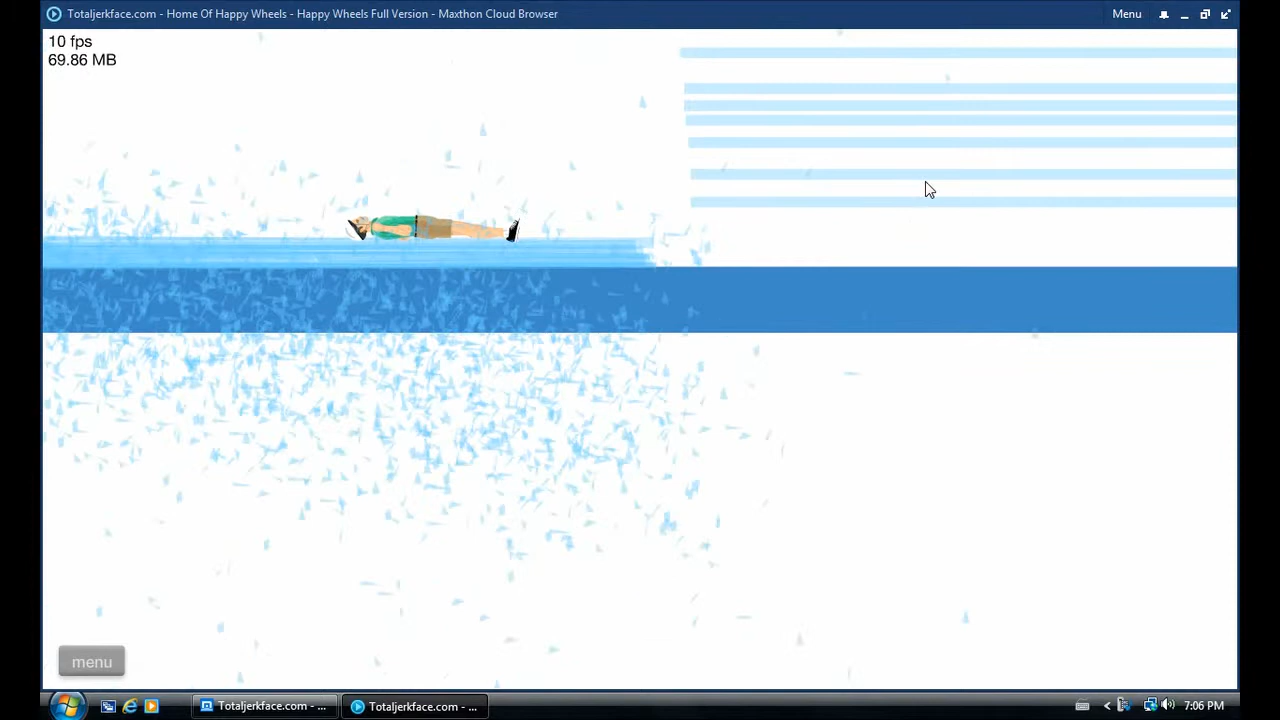 Totaljerkface.com - Home Of Happy Wheels - Happy Wheels Full Version - Maxthon Cloud Browser
Menu
10 fps
69.86 MB
menu
Totaljerkface.com - ...
Totaljerkface.com - ...
7:06 PM